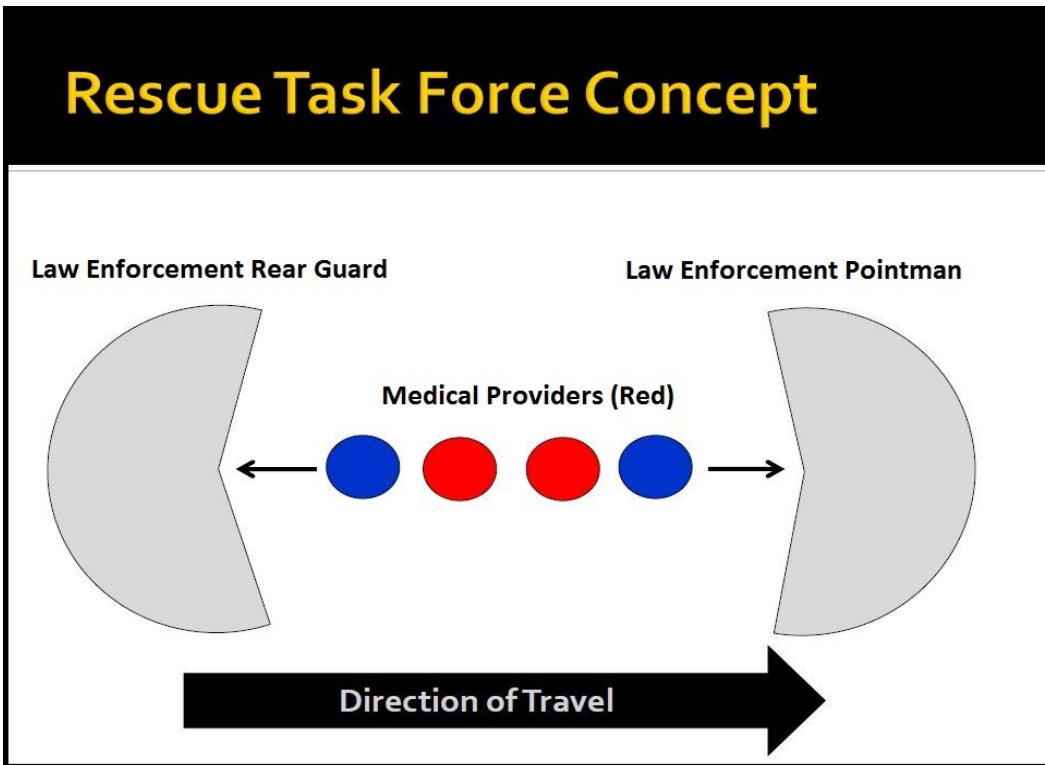 Rescue Task Force Concept
Law Enforcement Rear Guard
Law Enforcement Pointman
Medical Providers (Red)
Direction of Travel